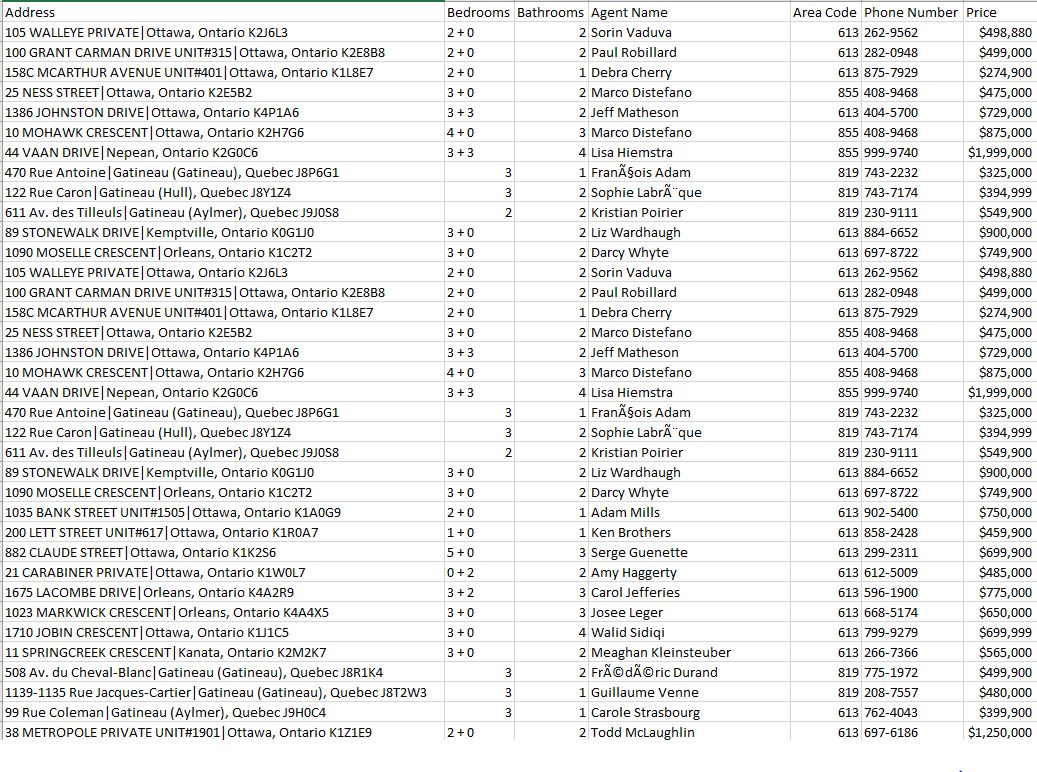 Address Bedrooms Bathrooms Agent Name Area Code Phone Number Price
105 WALLEYE PRIVATE|Ottawa, Ontario K2J6L3 2 + 0 2 Sorin Vaduva 613 262-9562 $498,880
100 GRANT CARMAN DRIVE UNIT#315|Ottawa, Ontario K2E8B8 2 + 0 2 Paul Robillard 613 282-0948 $499,000
158C MCARTHUR AVENUE UNIT#401|Ottawa, Ontario K1L8E7 2 + 0 1 Debra Cherry 613 875-7929 $274,900
25 NESS STREET|Ottawa, Ontario K2E5B2 3 + 0 2 Marco Distefano 855 408-9468 $475,000
1386 JOHNSTON DRIVE|Ottawa, Ontario K4P1A6 3 + 3 2 Jeff Matheson 613 404-5700 $729,000
10 MOHAWK CRESCENT|Ottawa, Ontario K2H7G6 4 + 0 3 Marco Distefano 855 408-9468 $875,000
44 VAAN DRIVE|Nepean, Ontario K2G0C6 3 + 3 4 Lisa Hiemstra 855 999-9740 $1,999,000
470 Rue Antoine|Gatineau (Gatineau), Quebec J8P6G1 3 1 FranÃ§ois Adam 819 743-2232 $325,000
122 Rue Caron|Gatineau (Hull), Quebec J8Y1Z4 3 2 Sophie LabrÃ¨que 819 743-7174 $394,999
611 Av. des Tilleuls|Gatineau (Aylmer), Quebec J9J0S8 2 2 Kristian Poirier 819 230-9111 $549,900
89 STONEWALK DRIVE|Kemptville, Ontario K0G1J0 3 + 0 2 Liz Wardhaugh 613 884-6652 $900,000
1090 MOSELLE CRESCENT|Orleans, Ontario K1C2T2 3 + 0 2 Darcy Whyte 613 697-8722 $749,900
105 WALLEYE PRIVATE|Ottawa, Ontario K2J6L3 2 + 0 2 Sorin Vaduva 613 262-9562 $498,880
100 GRANT CARMAN DRIVE UNIT#315|Ottawa, Ontario K2E8B8 2 + 0 2 Paul Robillard 613 282-0948 $499,000
158C MCARTHUR AVENUE UNIT#401|Ottawa, Ontario K1L8E7 2 + 0 1 Debra Cherry 613 875-7929 $274,900
25 NESS STREET|Ottawa, Ontario K2E5B2 3 + 0 2 Marco Distefano 855 408-9468 $475,000
1386 JOHNSTON DRIVE|Ottawa, Ontario K4P1A6 3 + 3 2 Jeff Matheson 613 404-5700 $729,000
10 MOHAWK CRESCENT|Ottawa, Ontario K2H7G6 4 + 0 3 Marco Distefano 855 408-9468 $875,000
44 VAAN DRIVE|Nepean, Ontario K2G0C6 3 + 3 4 Lisa Hiemstra 855 999-9740 $1,999,000
470 Rue Antoine|Gatineau (Gatineau), Quebec J8P6G1 3 1 FranÃ§ois Adam 819 743-2232 $325,000
122 Rue Caron|Gatineau (Hull), Quebec J8Y1Z4 3 2 Sophie LabrÃ¨que 819 743-7174 $394,999
611 Av. des Tilleuls|Gatineau (Aylmer), Quebec J9J0S8 2 2 Kristian Poirier 819 230-9111 $549,900
89 STONEWALK DRIVE|Kemptville, Ontario K0G1J0 3 + 0 2 Liz Wardhaugh 613 884-6652 $900,000
1090 MOSELLE CRESCENT|Orleans, Ontario K1C2T2 3 + 0 2 Darcy Whyte 613 697-8722 $749,900
1035 BANK STREET UNIT#1505|Ottawa, Ontario K1A0G9 2 + 0 1 Adam Mills 613 902-5400 $750,000
200 LETT STREET UNIT#617|Ottawa, Ontario K1R0A7 1 + 0 1 Ken Brothers 613 858-2428 $459,900
882 CLAUDE STREET|Ottawa, Ontario K1K2S6 5 + 0 3 Serge Guenette 613 299-2311 $699,900
21 CARABINER PRIVATE|Ottawa, Ontario K1W0L7 0 + 2 2 Amy Haggerty 613 612-5009 $485,000
1675 LACOMBE DRIVE|Orleans, Ontario K4A2R9 3 + 2 3 Carol Jefferies 613 596-1900 $775,000
1023 MARKWICK CRESCENT|Orleans, Ontario K4A4X5 3 + 0 3 Josee Leger 613 668-5174 $650,000
1710 JOBIN CRESCENT|Ottawa, Ontario K1J1C5 3 + 0 4 Walid Sidiqi 613 799-9279 $699,999
11 SPRINGCREEK CRESCENT|Kanata, Ontario K2M2K7 3 + 0 2 Meaghan Kleinsteuber 613 266-7366 $565,000
508 Av. du Cheval-Blanc|Gatineau (Gatineau), Quebec J8R1K4 3 2 FrÃ©dÃ©ric Durand 819 775-1972 $499,900
1139-1135 Rue Jacques-Cartier|Gatineau (Gatineau), Quebec J8T2W3 3 1 Guillaume Venne 819 208-7557 $480,000
99 Rue Coleman|Gatineau (Aylmer), Quebec J9H0C4 3 1 Carole Strasbourg 613 762-4043 $399,900
38 METROPOLE PRIVATE UNIT#1901|Ottawa, Ontario K1Z1E9 2 + 0 2 Todd McLaughlin 613 697-6186 $1,250,000